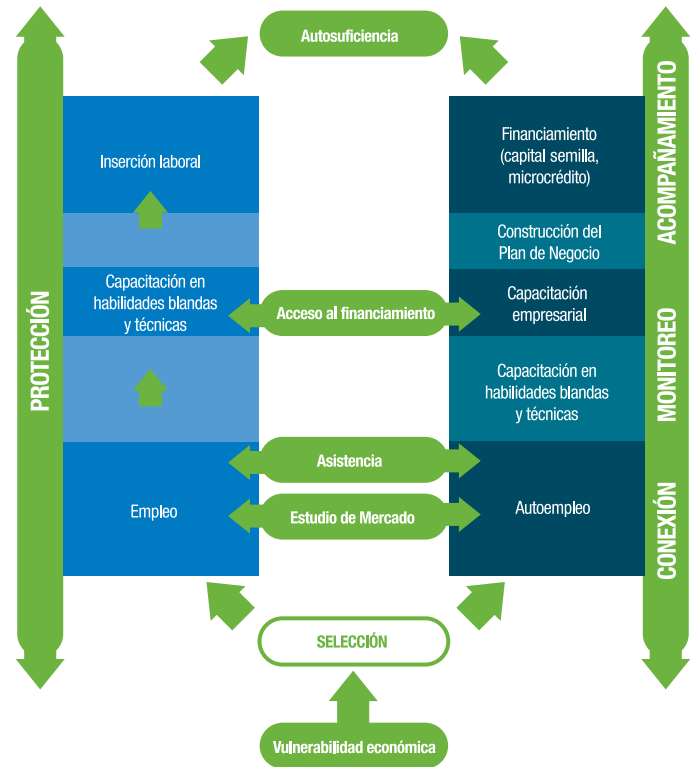 Autosuficiencia
PROTECCIÓN
Inserción laboral
Capacitación en
habilidades blandas
y técnicas
Empleo
Acceso al financiamiento
Asistencia
Estudio de Mercado
Financiamiento
(capital semilla,
microcrédito)
Construcción del
Plan de Negocio
Capacitación
empresarial
Capacitación en
habilidades blandas
y técnicas
Autoempleo
ACOMPAÑAMIENTO
MONITOREO
CONEXIÓN
SELECCIÓN
Vulnerabilidad económica